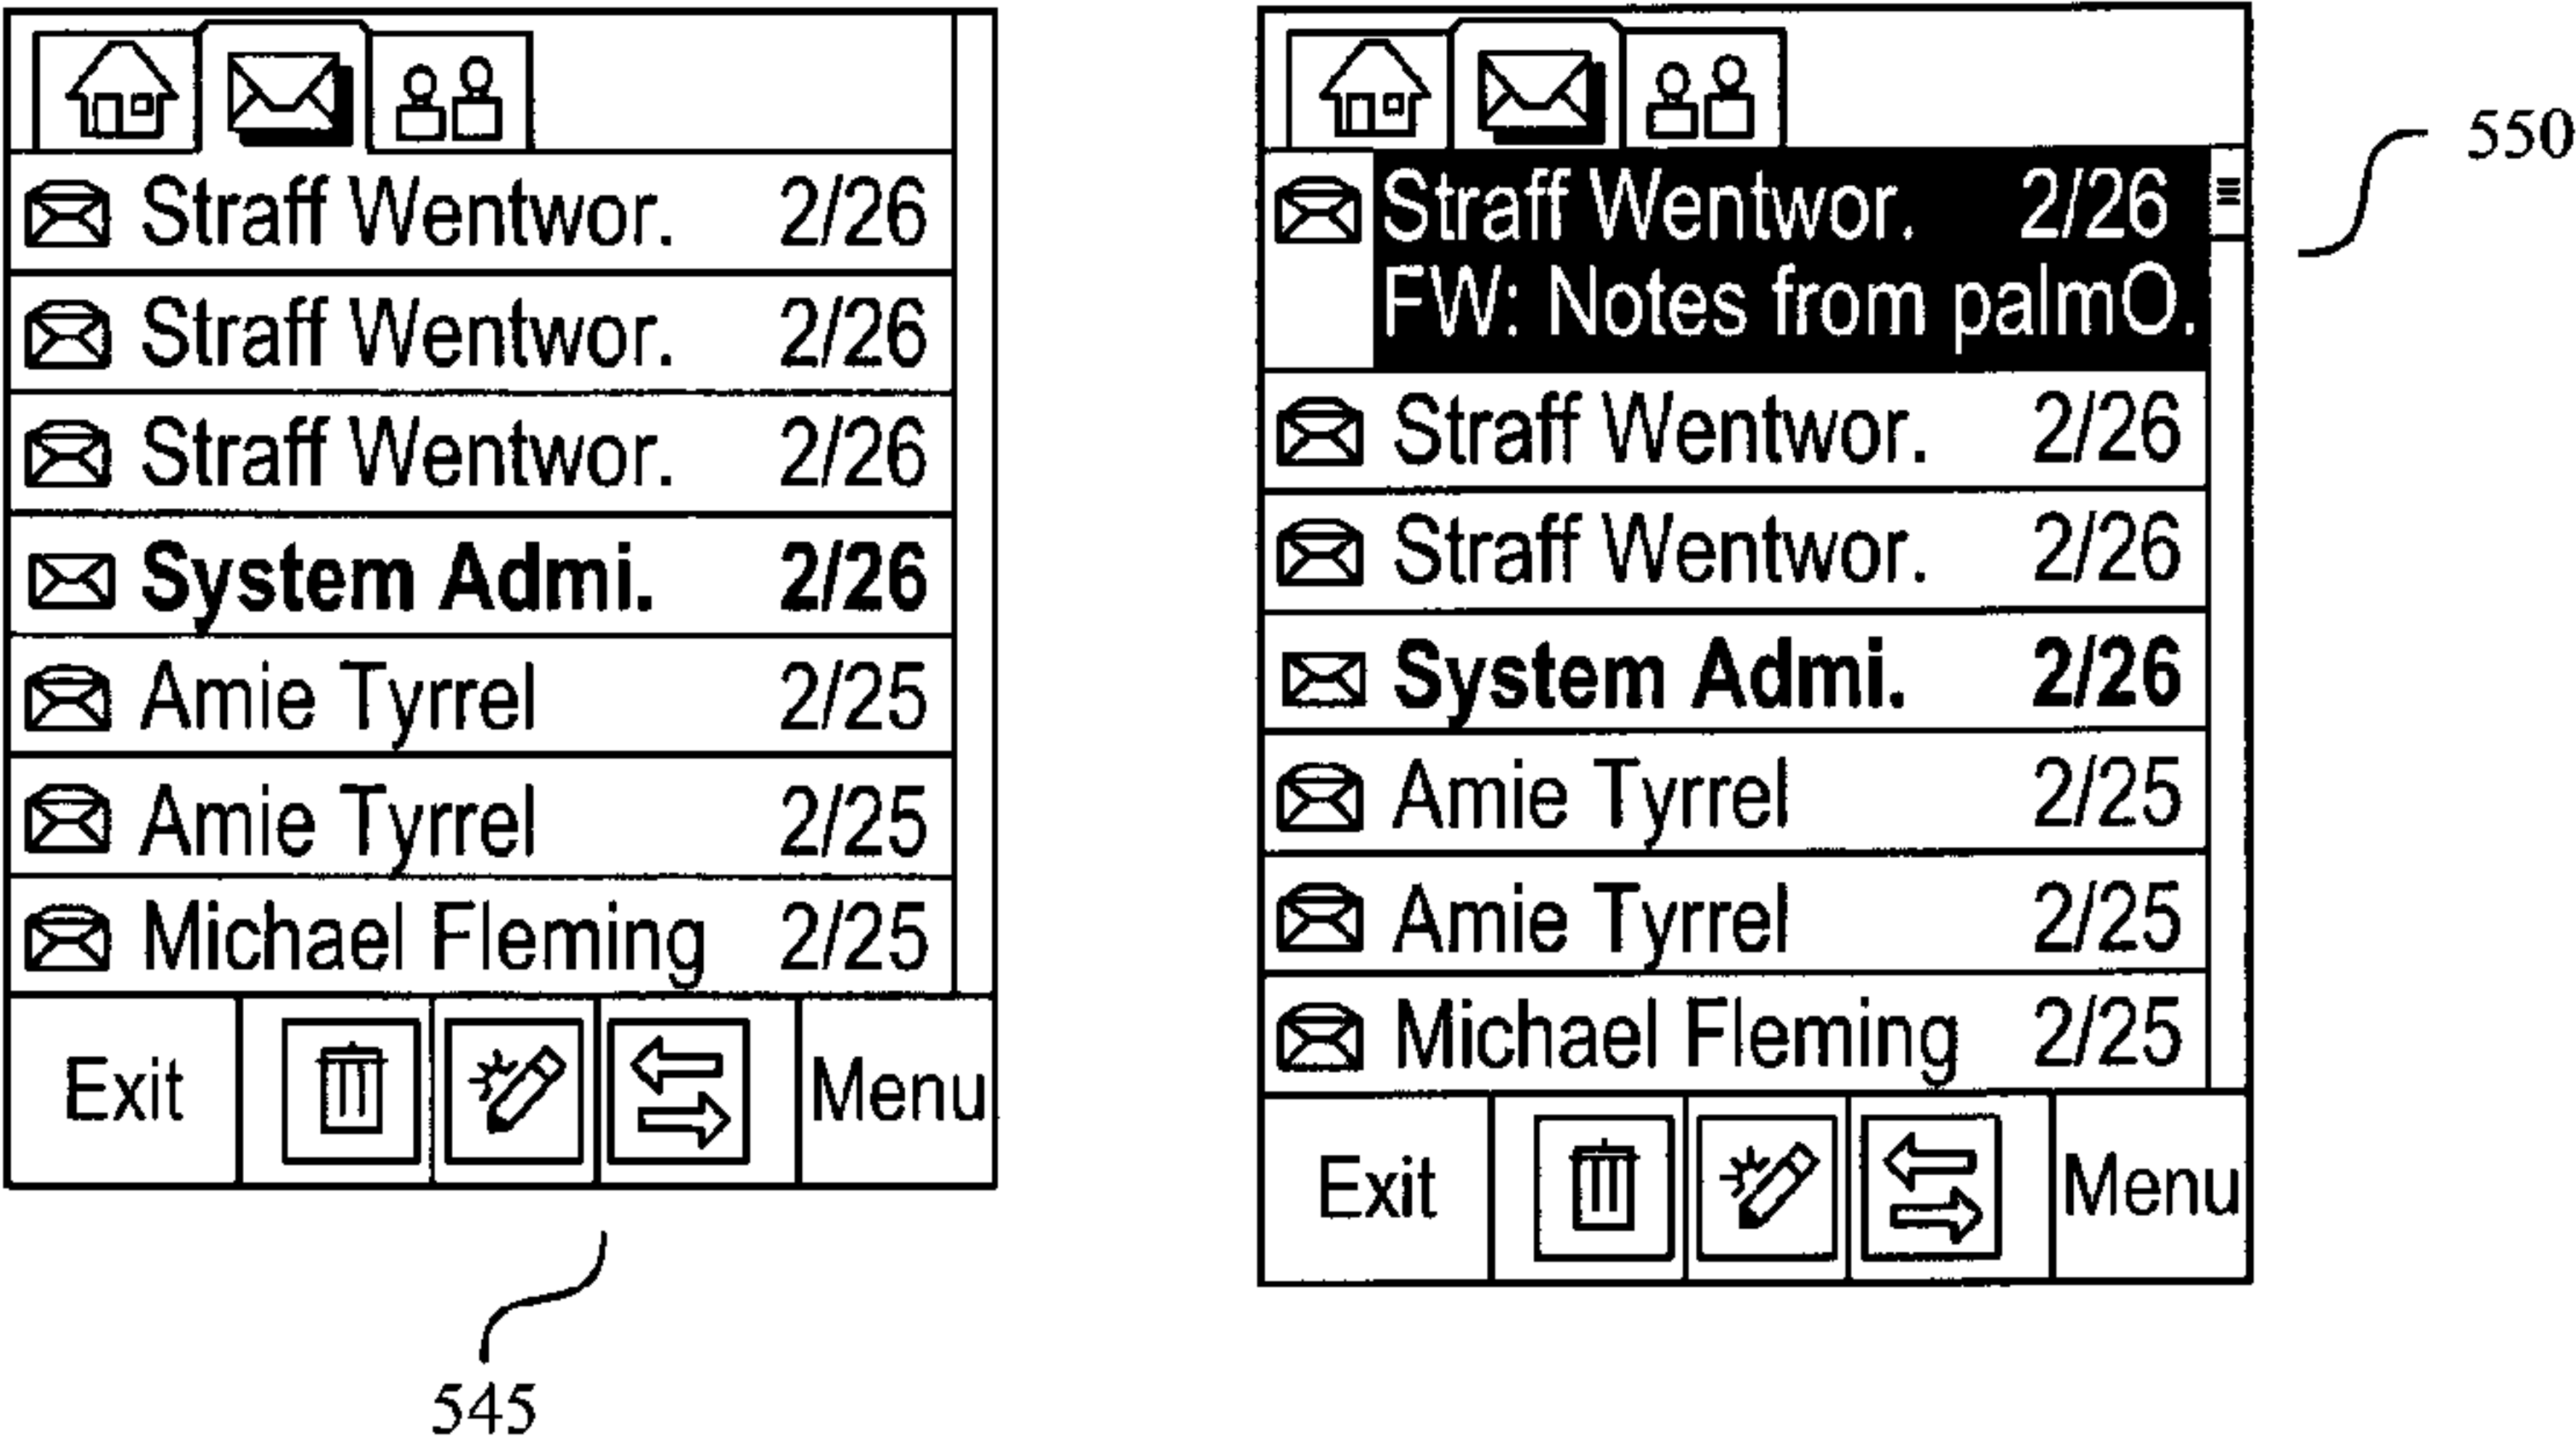 Straff Wentwor. 2/26
Straff Wentwor. 2/26
Straff Wentwor. 2/26
System Admi. 2/26
Amie Tyrrel 2/25
Amie Tyrrel 2/25
Michael Fleming 2/25
Exit Menu
545
Straff Wentwor. 2/26
FW: Notes from palmO.
Straff Wentwor. 2/26
Straff Wentwor. 2/26
System Admi. 2/26
Amie Tyrrel 2/25
Amie Tyrrel 2/25
Michael Fleming 2/25
Exit Menu
550